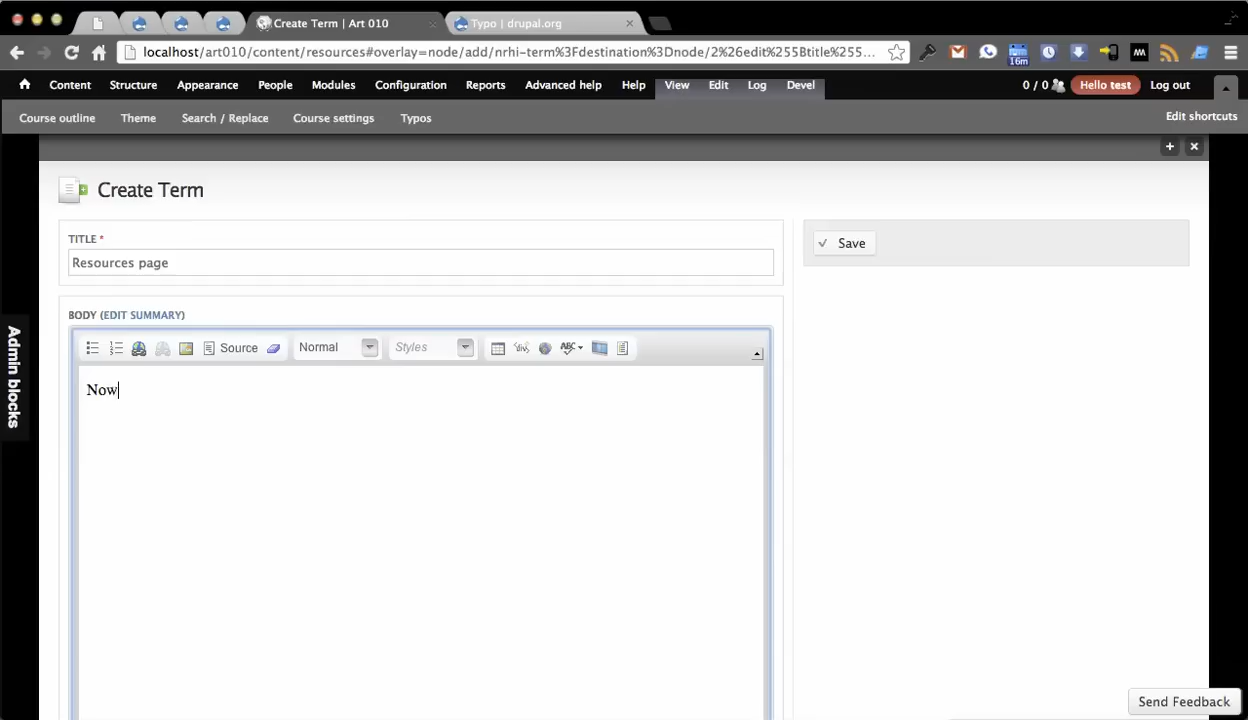 Create Term | Art 010
Typo | drupal.org
localhost/art010/content/resources#overlay=node/add/nrhi-term%3Fdestination%3Dnode/2%26edit%255Btitle%255...
16m
Content Structure Appearance People Modules Configuration Reports Advanced help Help View Edit Log Devel 0 / 0 Hello test Log out
Course outline Theme Search / Replace Course settings Typos Edit shortcuts
Create Term
TITLE *
Resources page
Save
BODY (EDIT SUMMARY)
Source Normal Styles ABC
Now
Admin blocks
Send Feedback